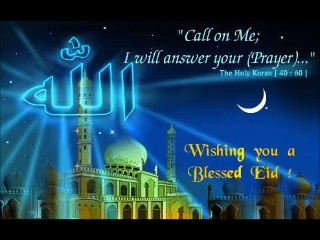 "Call on Me;
I will answer your (Prayer)..."
The Holy Koran [ 40 : 60 ]
الله
Wishing you a
Blessed Eid !